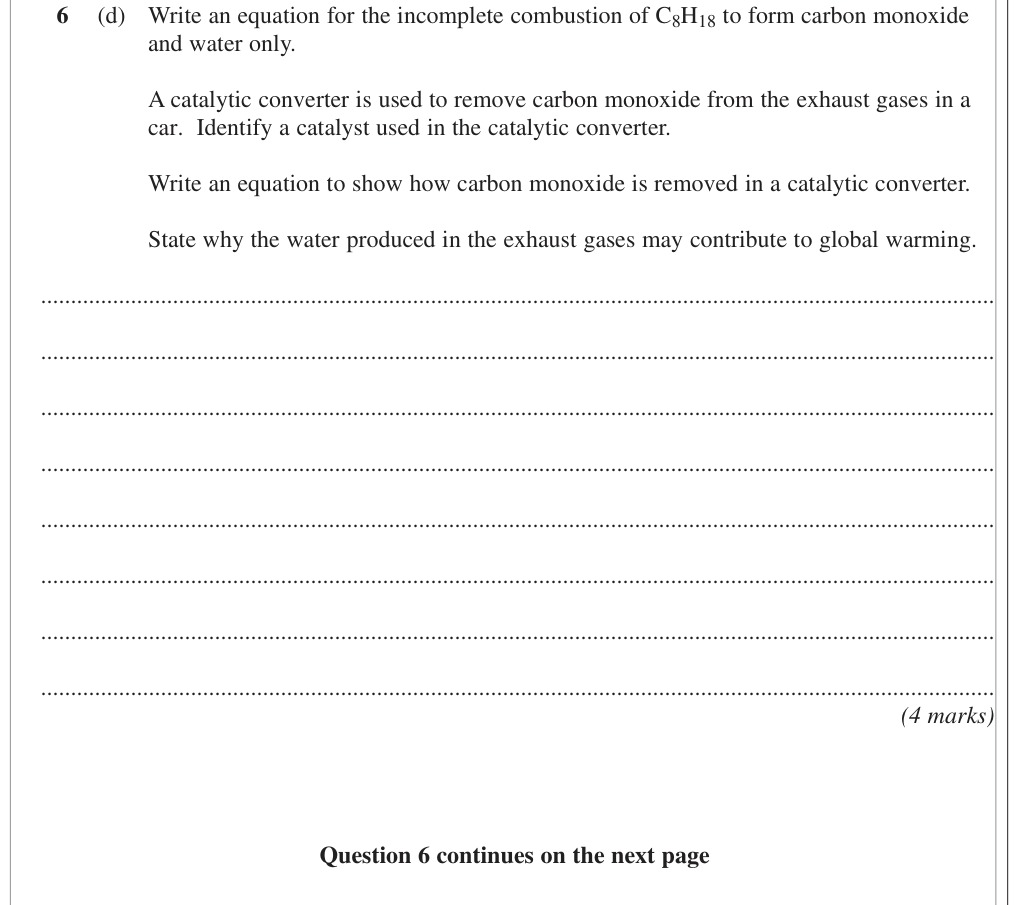 6 (d) Write an equation for the incomplete combustion of C₈H₁₈ to form carbon monoxide
and water only.
A catalytic converter is used to remove carbon monoxide from the exhaust gases in a
car. Identify a catalyst used in the catalytic converter.
Write an equation to show how carbon monoxide is removed in a catalytic converter.
State why the water produced in the exhaust gases may contribute to global warming.
(4 marks)
Question 6 continues on the next page